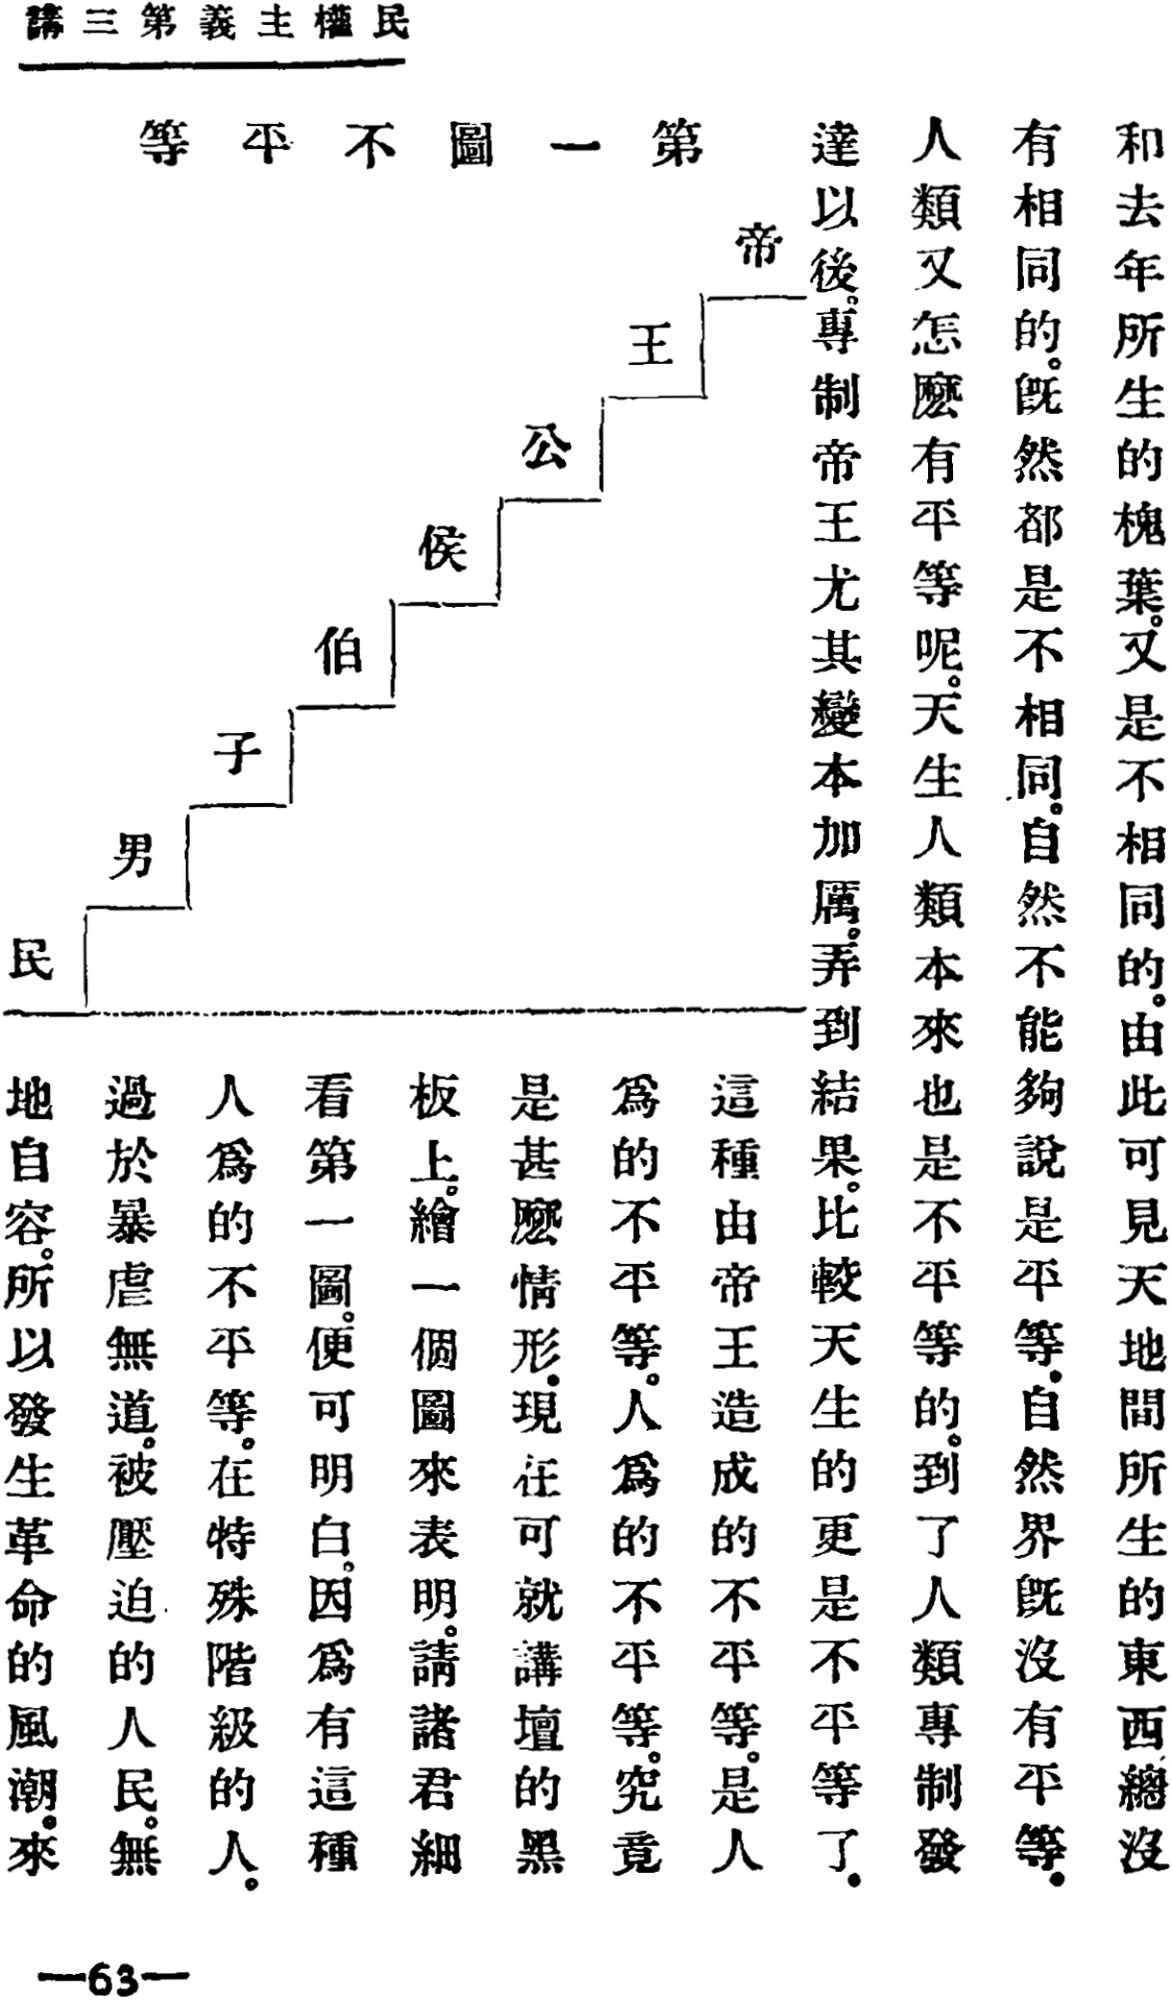 民權主義第三講
和去年所生的槐葉。又是不相同的。由此可見天地間所生的東西總沒
有相同的。既然都是不相同。自然不能夠說是平等。自然界既沒有平等。
人類又怎麼有平等呢。天生人類本來也是不平等的。到了人類專制發
達以後。專制帝王尤其變本加厲。弄到結果。比較天生的更是不平等了。
第一圖不平等
帝
王
公
侯
伯
子
男
民
這種由帝王造成的不平等。是人
爲的不平等。人爲的不平等。究竟
是甚麼情形。現在可就講壇的黑
板上。繪一個圖來表明。請諸君細
看第一圖。便可明白。因爲有這種
人爲的不平等。在特殊階級的人。
過於暴虐無道。被壓迫的人民。無
地自容。所以發生革命的風潮。來
—63—